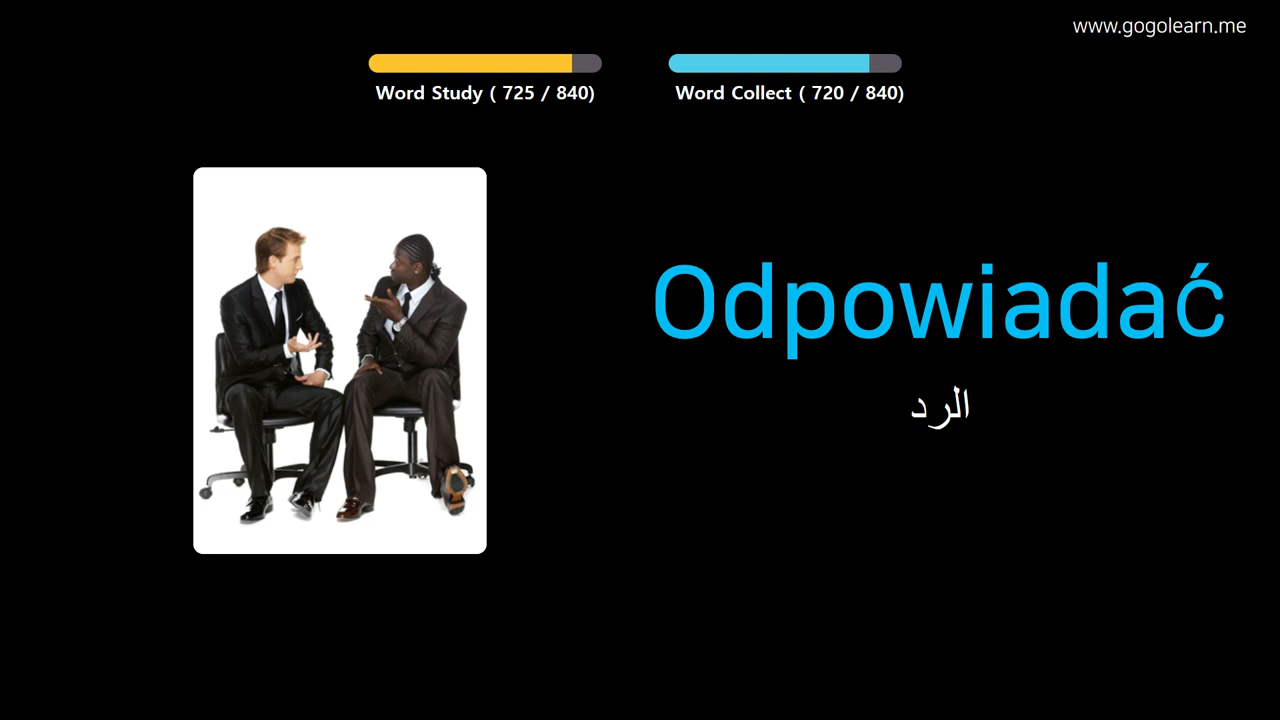 www.gogolearn.me
Word Study ( 725 / 840)
Word Collect ( 720 / 840)
Odpowiadać
الرد